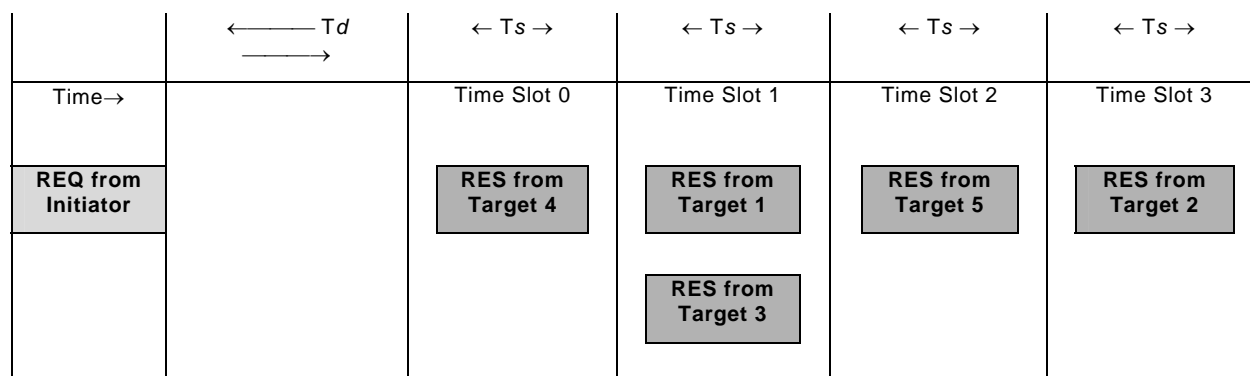 ←——— Td
———→
← Ts →
← Ts →
← Ts →
← Ts →
Time→
Time Slot 0
Time Slot 1
Time Slot 2
Time Slot 3
REQ from
Initiator
RES from
Target 4
RES from
Target 1
RES from
Target 5
RES from
Target 2
RES from
Target 3